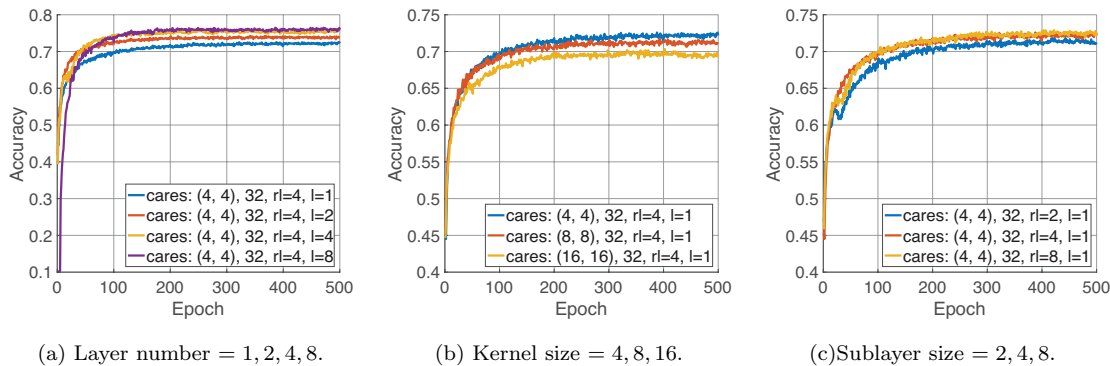 0.8
0.7
0.6
0.5
0.4
0.3
0.2
0.1
Accuracy
cares: (4, 4), 32, rl=4, l=1
cares: (4, 4), 32, rl=4, l=2
cares: (4, 4), 32, rl=4, l=4
cares: (4, 4), 32, rl=4, l=8
0 100 200 300 400 500
Epoch
(a) Layer number = 1, 2, 4, 8.
0.75
0.7
0.65
0.6
0.55
0.5
0.45
0.4
Accuracy
cares: (4, 4), 32, rl=4, l=1
cares: (8, 8), 32, rl=4, l=1
cares: (16, 16), 32, rl=4, l=1
0 100 200 300 400 500
Epoch
(b) Kernel size = 4, 8, 16.
0.75
0.7
0.65
0.6
0.55
0.5
0.45
0.4
Accuracy
cares: (4, 4), 32, rl=2, l=1
cares: (4, 4), 32, rl=4, l=1
cares: (4, 4), 32, rl=8, l=1
0 100 200 300 400 500
Epoch
(c)Sublayer size = 2, 4, 8.